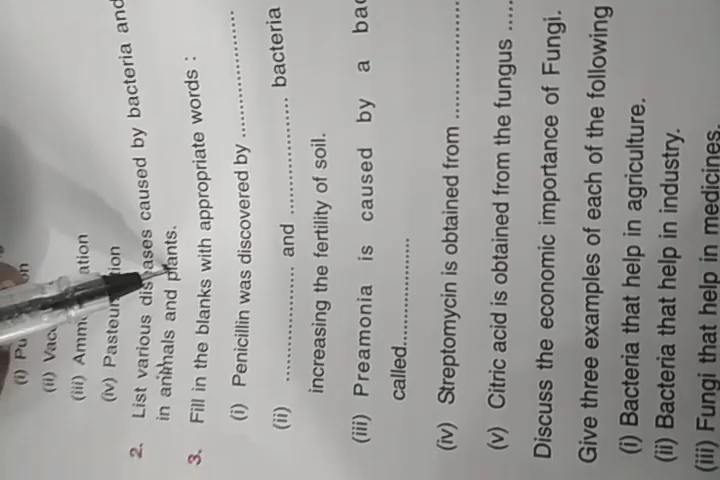 (i) Pu
(ii) Vac
(iii) Amm ation
(iv) Pasteur tion
2. List various diseases caused by bacteria and
in animals and plants.
3. Fill in the blanks with appropriate words :
(i) Penicillin was discovered by ....................
(ii) .................... and .................... bacteria
increasing the fertility of soil.
(iii) Preamonia is caused by a bac
called....................
(iv) Streptomycin is obtained from ....................
(v) Citric acid is obtained from the fungus .....
Discuss the economic importance of Fungi.
Give three examples of each of the following
(i) Bacteria that help in agriculture.
(ii) Bacteria that help in industry.
(iii) Fungi that help in medicines.